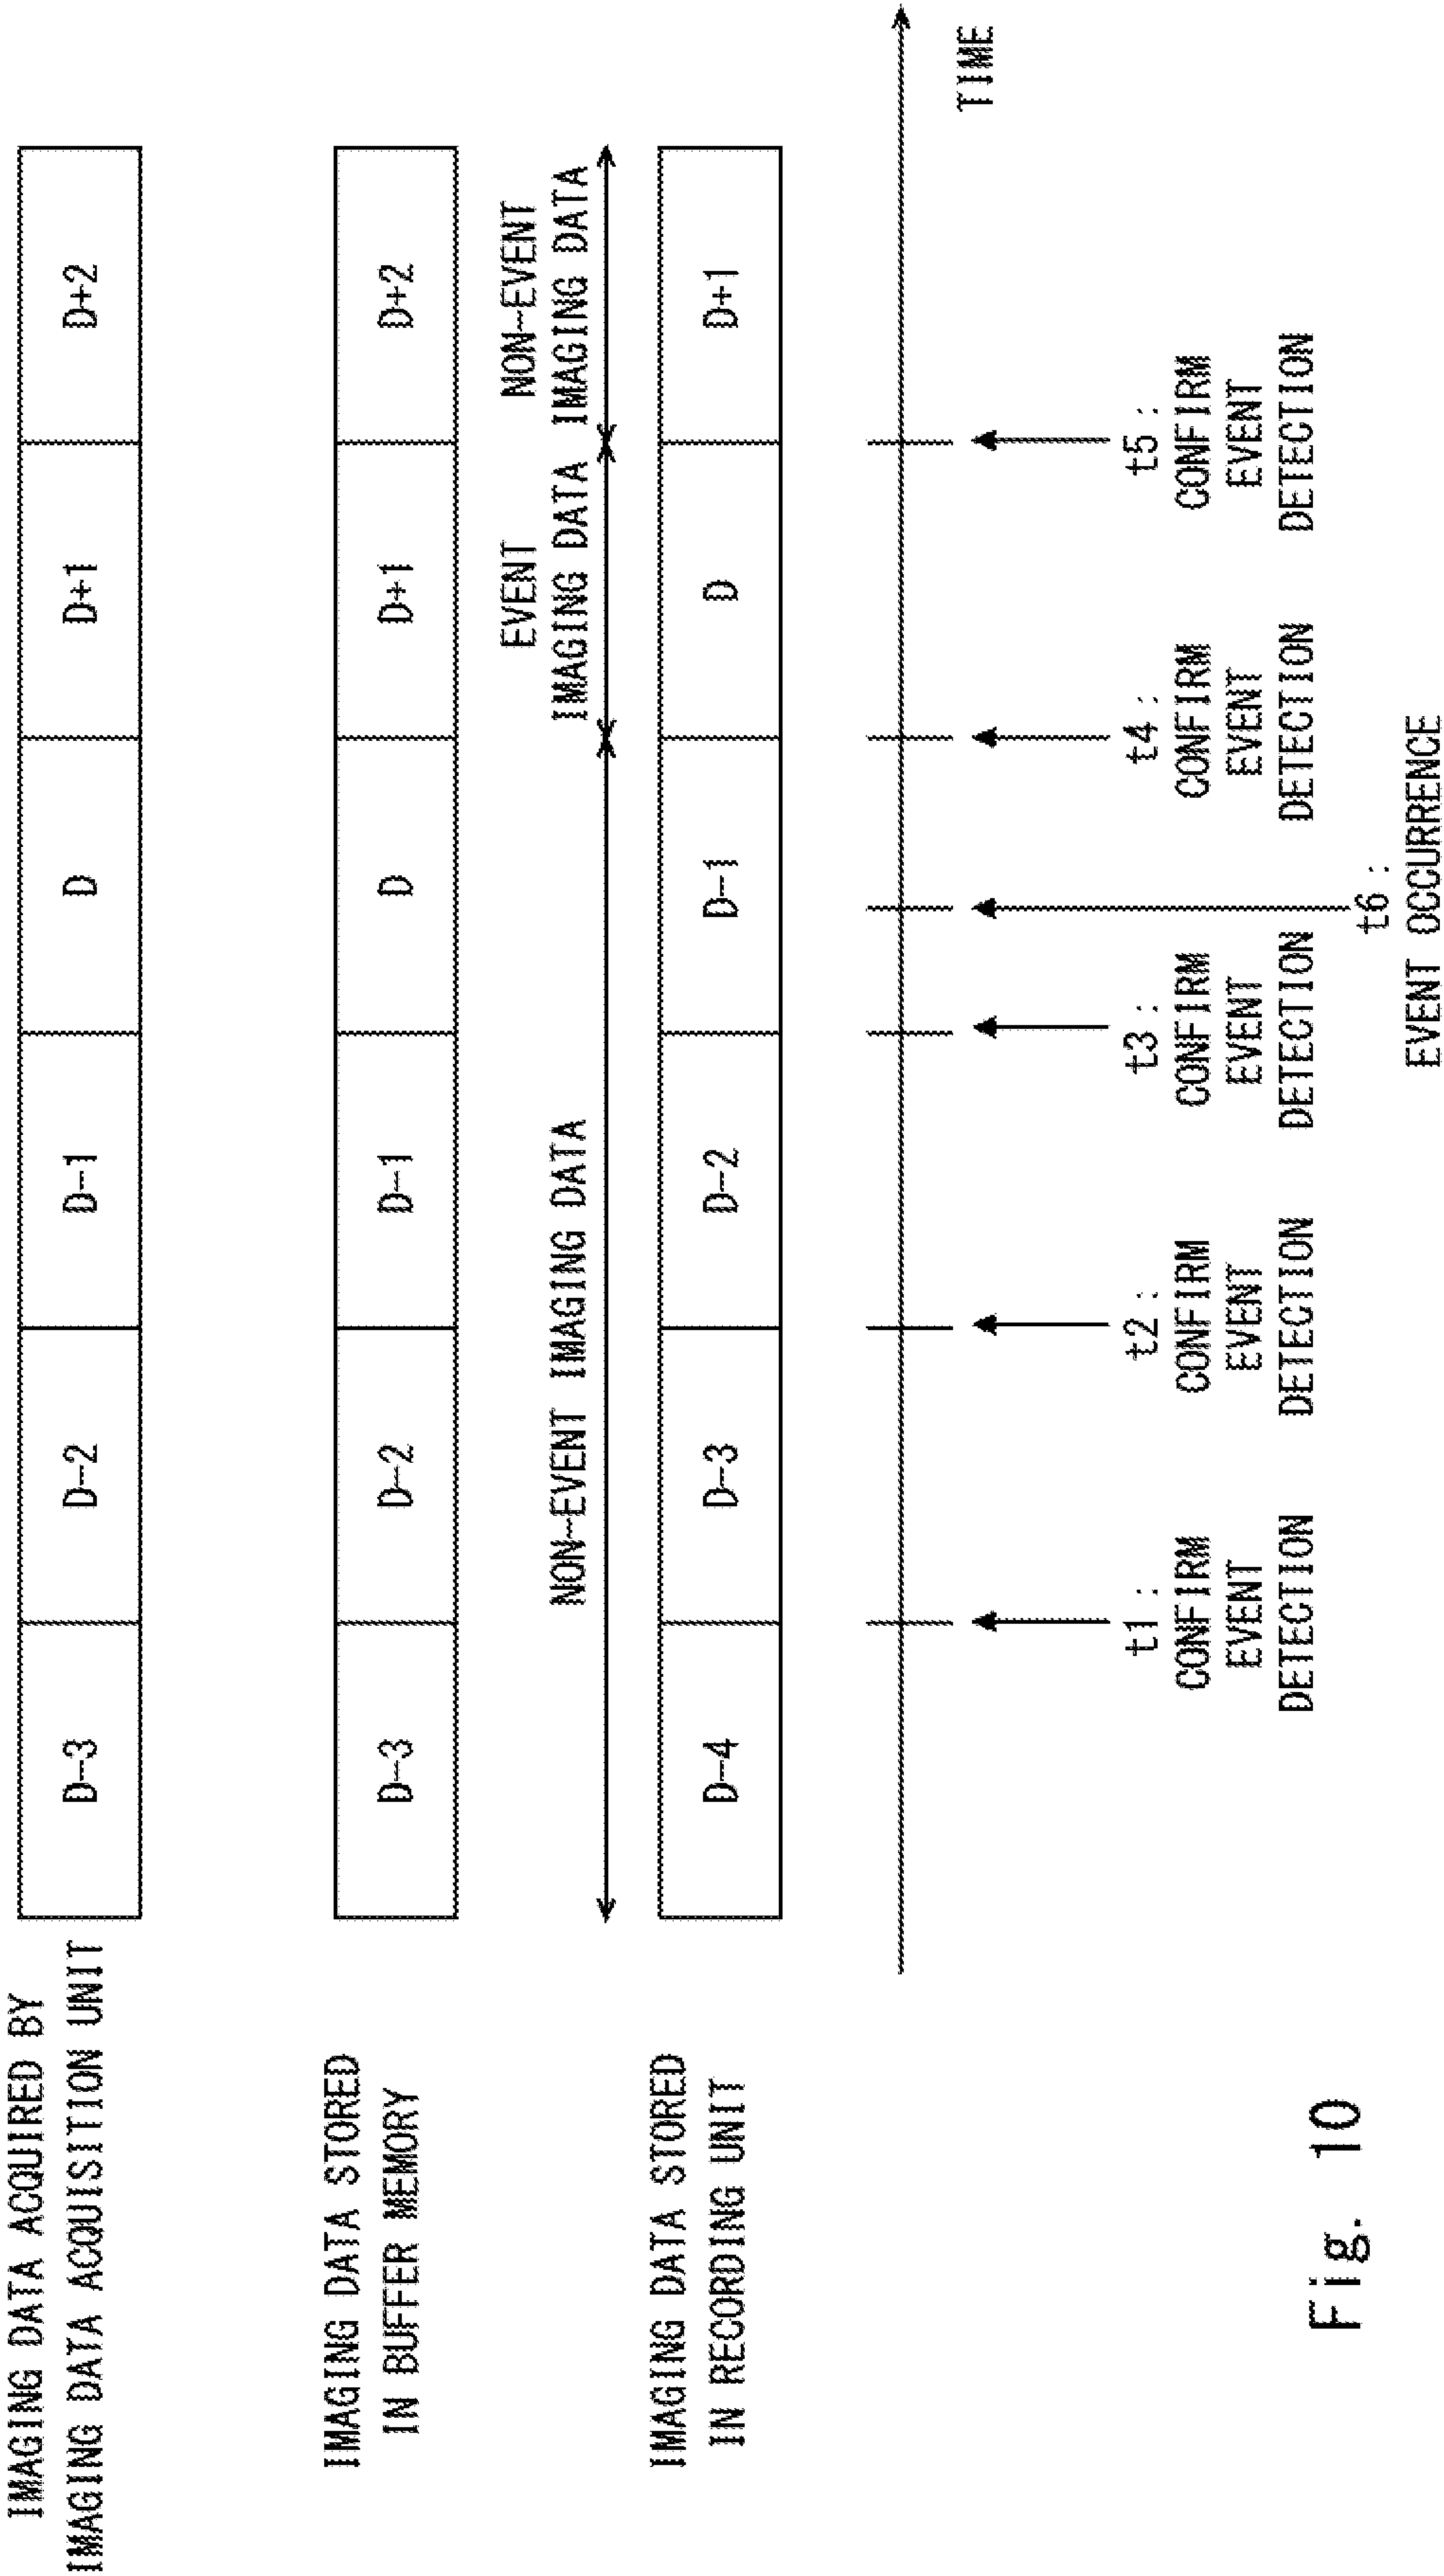 IMAGING DATA ACQUIRED BY
IMAGING DATA ACQUISITION UNIT
D-3
D-2
D-1
D
D+1
D+2
IMAGING DATA STORED
IN BUFFER MEMORY
D-3
D-2
D-1
D
D+1
D+2
NON-EVENT IMAGING DATA
EVENT
IMAGING DATA
NON-EVENT
IMAGING DATA
IMAGING DATA STORED
IN RECORDING UNIT
D-4
D-3
D-2
D-1
D
D+1
TIME
t1:
CONFIRM
EVENT
DETECTION
t2:
CONFIRM
EVENT
DETECTION
t3:
CONFIRM
EVENT
DETECTION
t4:
CONFIRM
EVENT
DETECTION
t5:
CONFIRM
EVENT
DETECTION
t6:
EVENT OCCURRENCE
Fig. 10